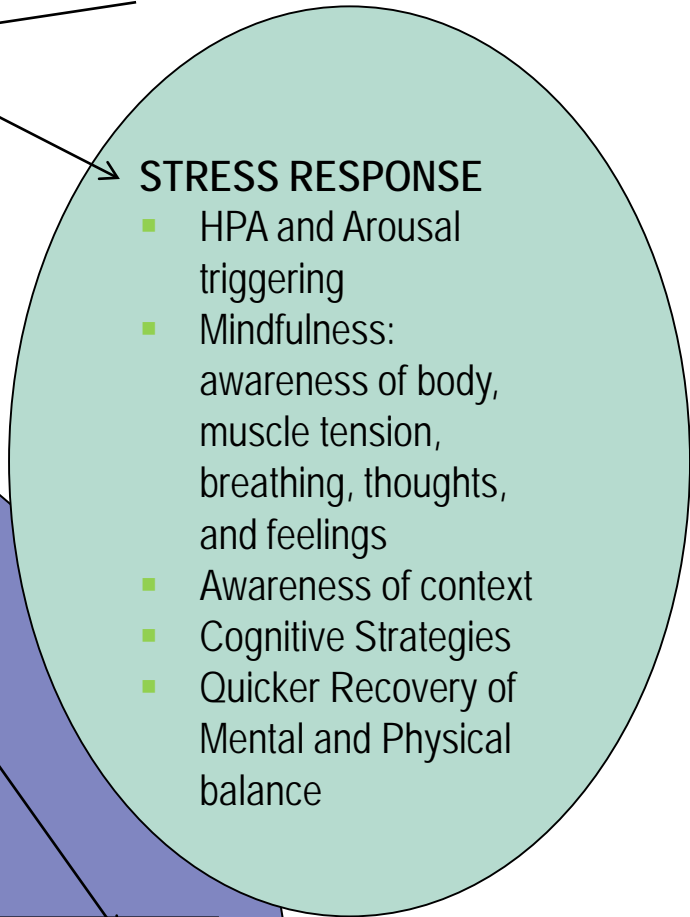 STRESS RESPONSE
▪ HPA and Arousal
triggering
▪ Mindfulness:
awareness of body,
muscle tension,
breathing, thoughts,
and feelings
▪ Awareness of context
▪ Cognitive Strategies
▪ Quicker Recovery of
Mental and Physical
balance